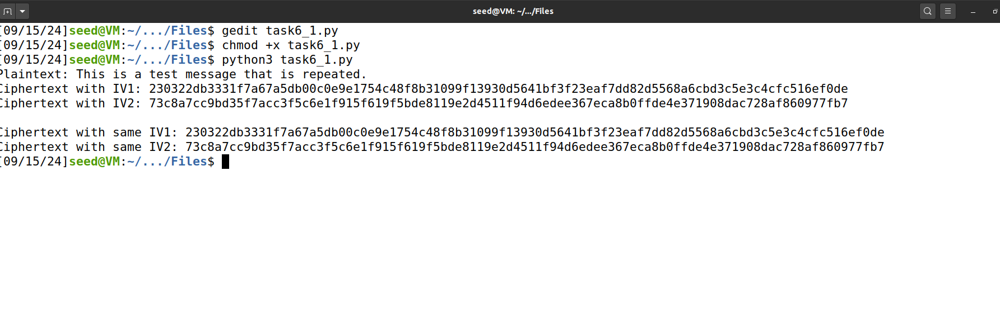 seed@VM: ~/.../Files
[09/15/24]seed@VM:~/.../Files$ gedit task6_1.py
[09/15/24]seed@VM:~/.../Files$ chmod +x task6_1.py
[09/15/24]seed@VM:~/.../Files$ python3 task6_1.py
Plaintext: This is a test message that is repeated.
Ciphertext with IV1: 230322db3331f7a67a5db00c0e9e1754c48f8b31099f13930d5641bf3f23eaf7dd82d5568a6cbd3c5e3c4cfc516ef0de
Ciphertext with IV2: 73c8a7cc9bd35f7acc3f5c6e1f915f619f5bde8119e2d4511f94d6edee367eca8b0ffde4e371908dac728af860977fb7
Ciphertext with same IV1: 230322db3331f7a67a5db00c0e9e1754c48f8b31099f13930d5641bf3f23eaf7dd82d5568a6cbd3c5e3c4cfc516ef0de
Ciphertext with same IV2: 73c8a7cc9bd35f7acc3f5c6e1f915f619f5bde8119e2d4511f94d6edee367eca8b0ffde4e371908dac728af860977fb7
[09/15/24]seed@VM:~/.../Files$